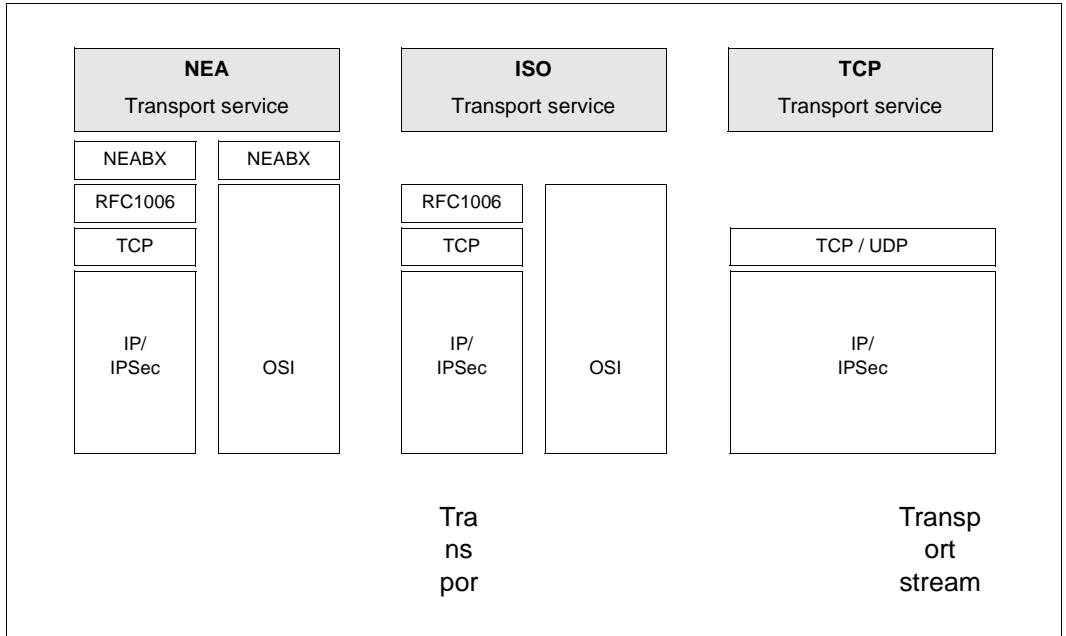 NEA
Transport service
ISO
Transport service
TCP
Transport service
NEABX
NEABX
RFC1006
RFC1006
TCP
TCP
TCP / UDP
IP/
IPSec
OSI
IP/
IPSec
OSI
IP/
IPSec
Tra
ns
por
Transp
ort
stream